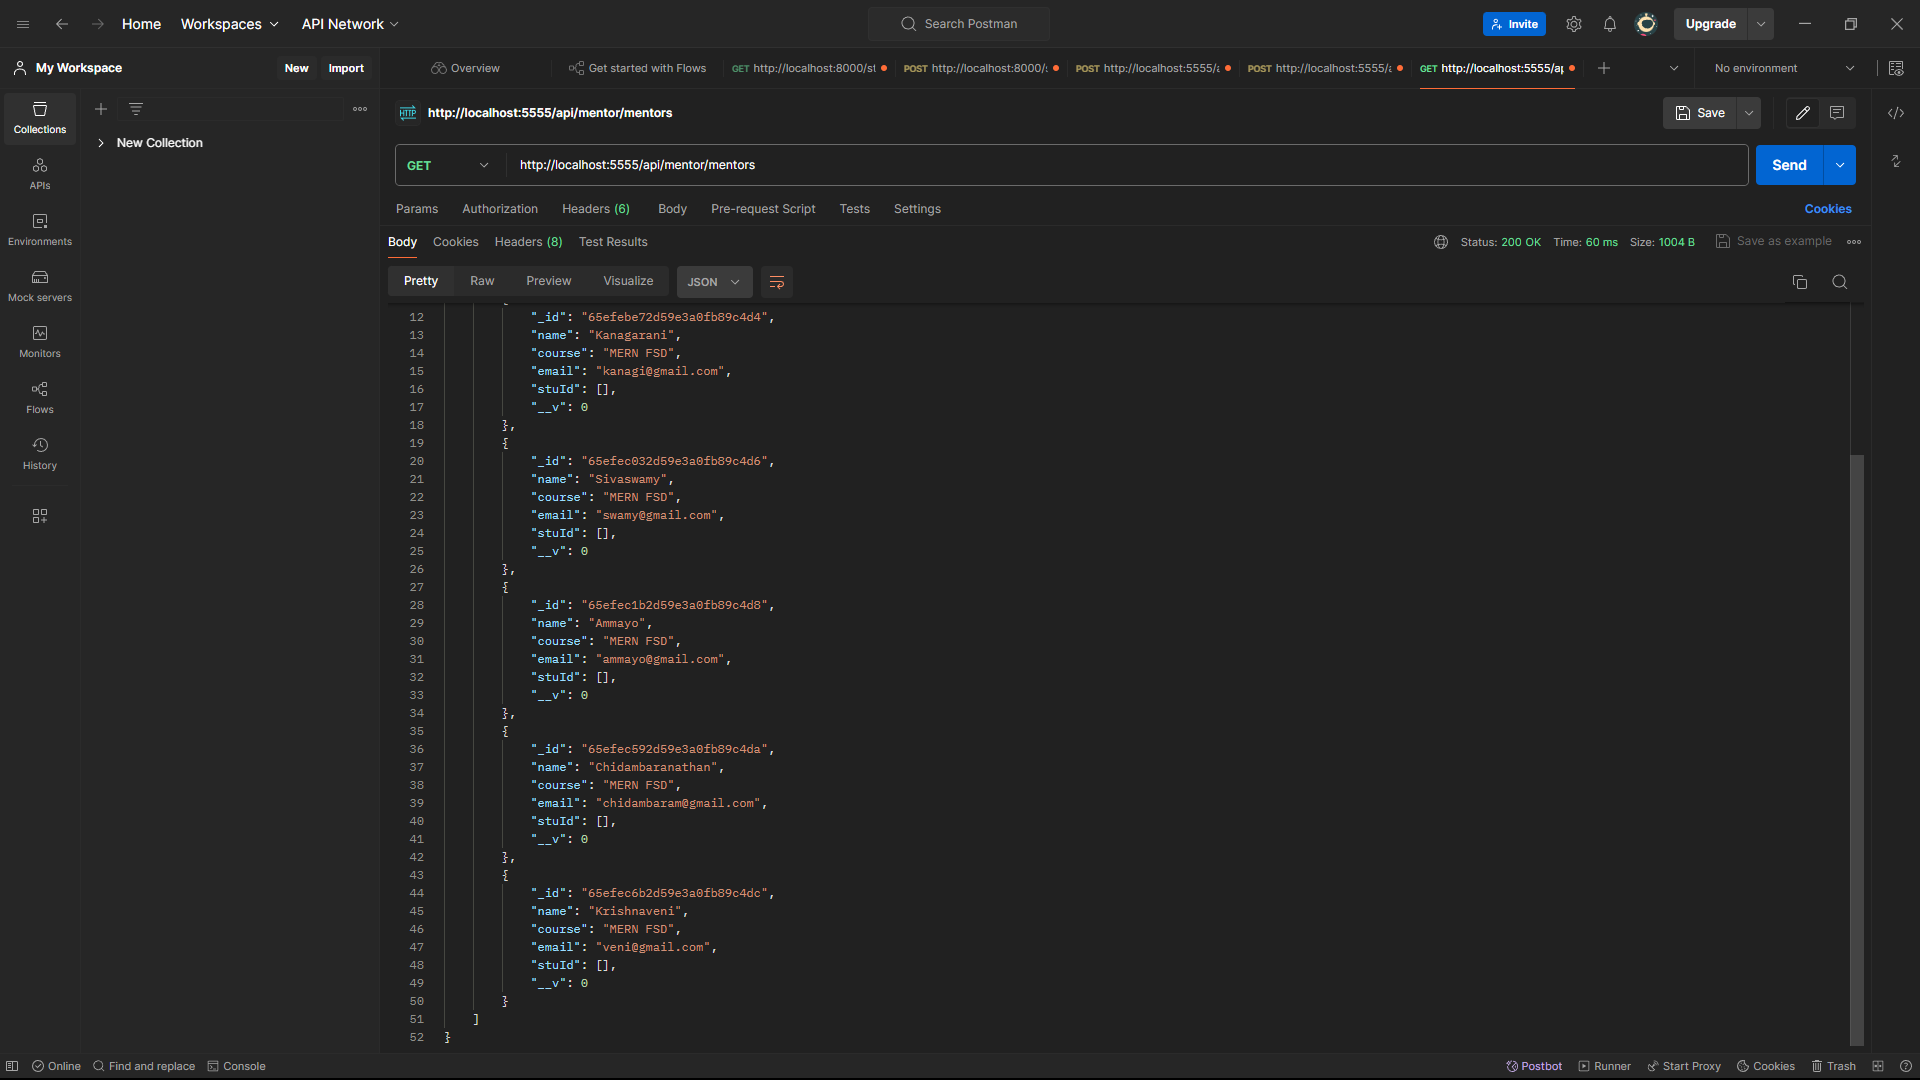 Home Workspaces API Network Search Postman Invite Upgrade
My Workspace New Import Overview Get started with Flows GET http://localhost:8000/st POST http://localhost:8000/ POST http://localhost:5555/ POST http://localhost:5555/ GET http://localhost:5555/ap No environment
Collections
APIs
Environments
Mock servers
Monitors
Flows
History
New Collection
HTTP http://localhost:5555/api/mentor/mentors Save
GET http://localhost:5555/api/mentor/mentors Send
Params Authorization Headers (6) Body Pre-request Script Tests Settings Cookies
Body Cookies Headers (8) Test Results Status: 200 OK Time: 60 ms Size: 1004 B Save as example
Pretty Raw Preview Visualize JSON
12 "_id": "65efebe72d59e3a0fb89c4d4",
13 "name": "Kanagarani",
14 "course": "MERN FSD",
15 "email": "kanagi@gmail.com",
16 "stuId": [],
17 "__v": 0
18 },
19 {
20 "_id": "65efec032d59e3a0fb89c4d6",
21 "name": "Sivaswamy",
22 "course": "MERN FSD",
23 "email": "swamy@gmail.com",
24 "stuId": [],
25 "__v": 0
26 },
27 {
28 "_id": "65efec1b2d59e3a0fb89c4d8",
29 "name": "Ammayo",
30 "course": "MERN FSD",
31 "email": "ammayo@gmail.com",
32 "stuId": [],
33 "__v": 0
34 },
35 {
36 "_id": "65efec592d59e3a0fb89c4da",
37 "name": "Chidambaranathan",
38 "course": "MERN FSD",
39 "email": "chidambaram@gmail.com",
40 "stuId": [],
41 "__v": 0
42 },
43 {
44 "_id": "65efec6b2d59e3a0fb89c4dc",
45 "name": "Krishnaveni",
46 "course": "MERN FSD",
47 "email": "veni@gmail.com",
48 "stuId": [],
49 "__v": 0
50 }
51 ]
52 }
Online Find and replace Console Postbot Runner Start Proxy Cookies Trash